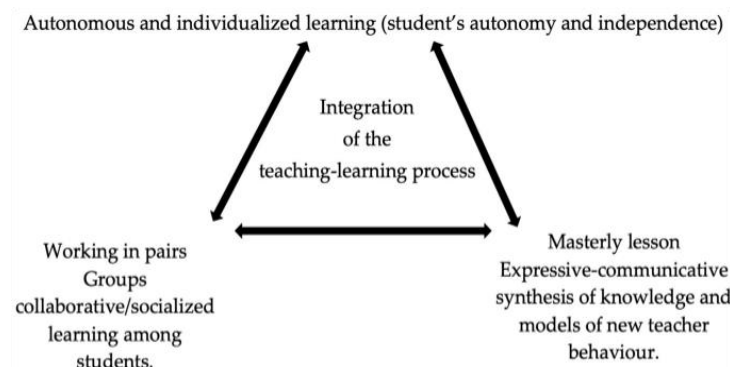 Autonomous and individualized learning (student's autonomy and independence)
Integration
of the
teaching-learning process
Working in pairs
Groups
collaborative/socialized
learning among
students.
Masterly lesson
Expressive-communicative
synthesis of knowledge and
models of new teacher
behaviour.